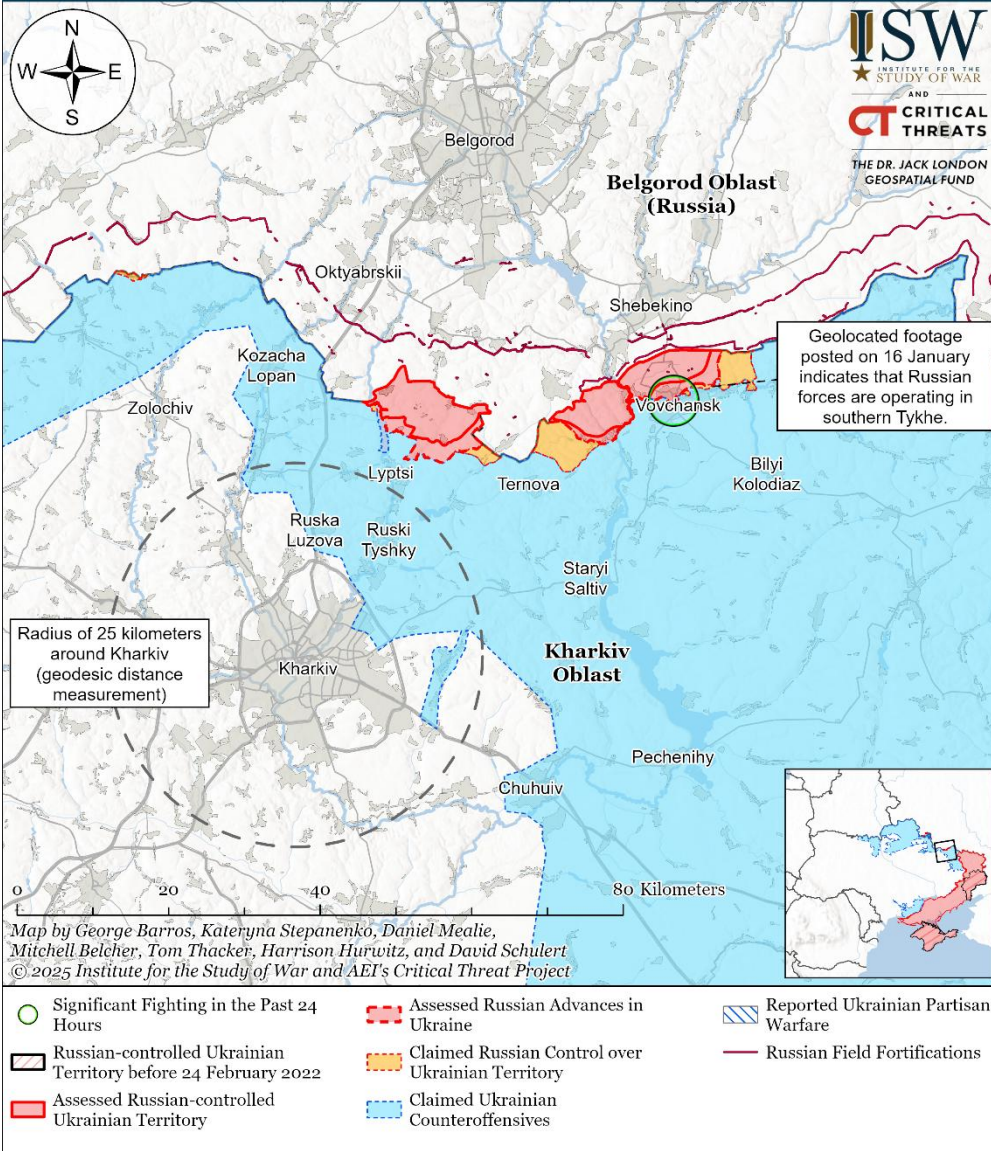 N
W
E
S
ISW
INSTITUTE FOR THE
STUDY OF WAR
AND
CT CRITICAL
THREATS
THE DR. JACK LONDON
GEOSPATIAL FUND
Belgorod
Belgorod Oblast
(Russia)
Oktyabrskii
Shebekino
Geolocated footage
posted on 16 January
indicates that Russian
forces are operating in
southern Tykhe.
Kozacha
Lopan
Zolochiv
Vovchansk
Lyptsi
Ternova
Bilyi
Kolodiaz
Ruska
Luzova
Ruski
Tyshky
Staryi
Saltiv
Radius of 25 kilometers
around Kharkiv
(geodesic distance
measurement)
Kharkiv
Kharkiv
Oblast
Pechenihy
Chuhuiv
0 20 40 80 Kilometers
Map by George Barros, Kateryna Stepanenko, Daniel Mealie,
Mitchell Belcher, Tom Thacker, Harrison Hurwitz, and David Schulert
© 2025 Institute for the Study of War and AEI's Critical Threat Project
Significant Fighting in the Past 24
Hours
Russian-controlled Ukrainian
Territory before 24 February 2022
Assessed Russian-controlled
Ukrainian Territory
Assessed Russian Advances in
Ukraine
Claimed Russian Control over
Ukrainian Territory
Claimed Ukrainian
Counteroffensives
Reported Ukrainian Partisan
Warfare
Russian Field Fortifications